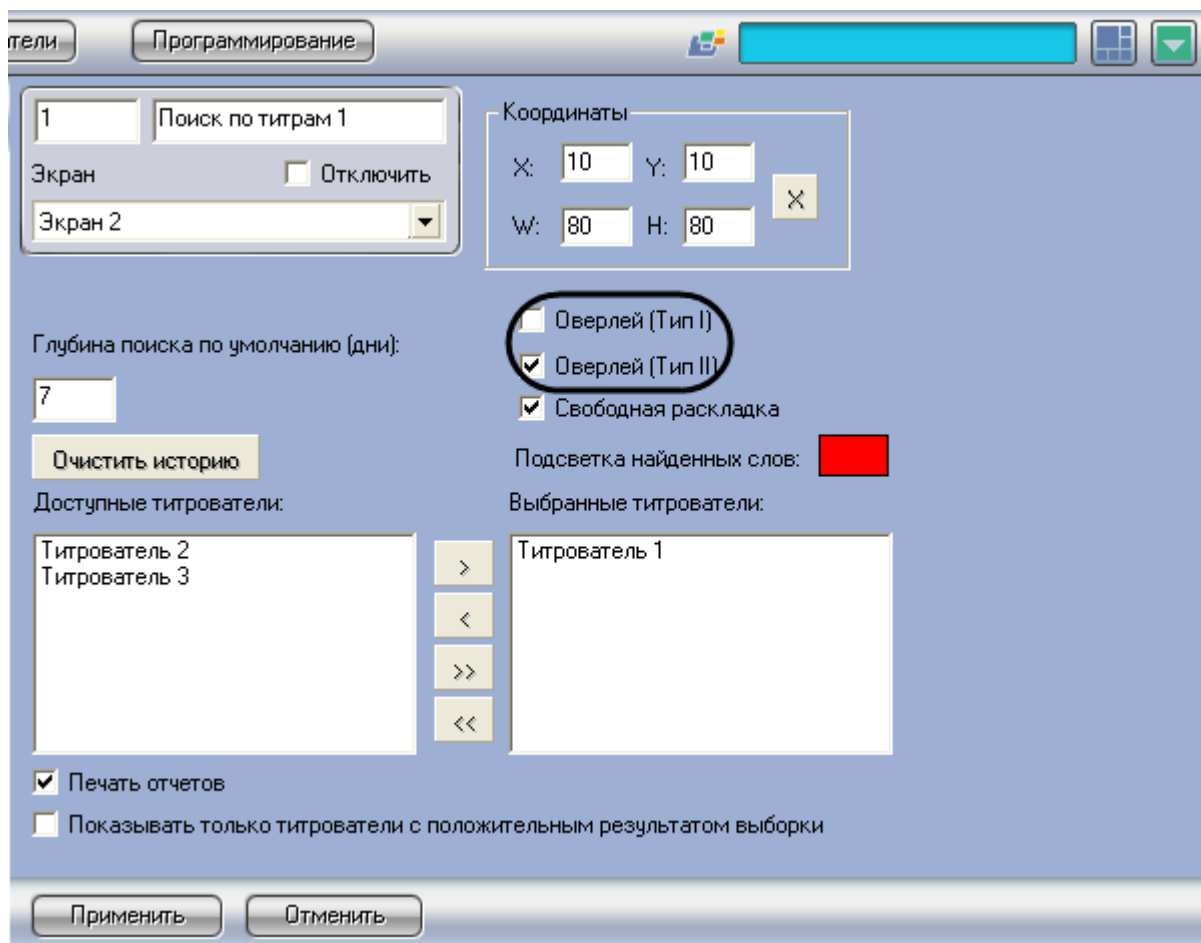 тели Программирование
1 Поиск по титрам 1
Экран Отключить
Экран 2
Координаты
X: 10 Y: 10
X
W: 80 H: 80
Оверлей (Тип I)
Глубина поиска по умолчанию (дни):
Оверлей (Тип II)
7
Свободная раскладка
Очистить историю
Подсветка найденных слов:
Доступные титрователи:
Выбранные титрователи:
Титрователь 2
Титрователь 3
Титрователь 1
>
<
>>
<<
Печать отчетов
Показывать только титрователи с положительным результатом выборки
Применить Отменить